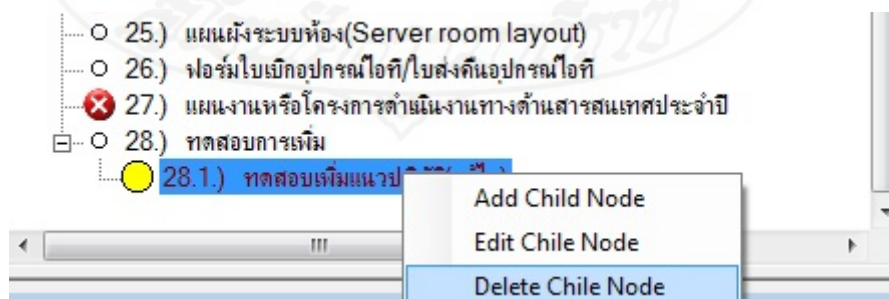 25.) แผนผังระบบห้อง(Server room layout)
26.) ฟอร์มใบเบิกอุปกรณ์ไอที/ใบส่งคืนอุปกรณ์ไอที
27.) แผนงานหรือโครงการดำเนินงานทางด้านสารสนเทศประจำปี
28.) ทดสอบการเพิ่ม
28.1.) ทดสอบเพิ่มแนวป
Add Child Node
Edit Chile Node
Delete Chile Node